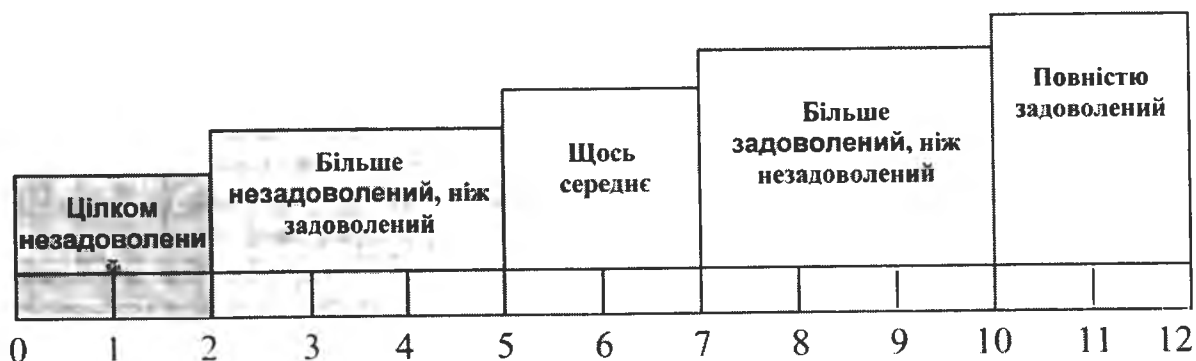 Цілком
незадоволени
й
Більше
незадоволений, ніж
задоволений
Щось
середнє
Більше
задоволений, ніж
незадоволений
Повністю
задоволений
0 1 2 3 4 5 6 7 8 9 10 11 12